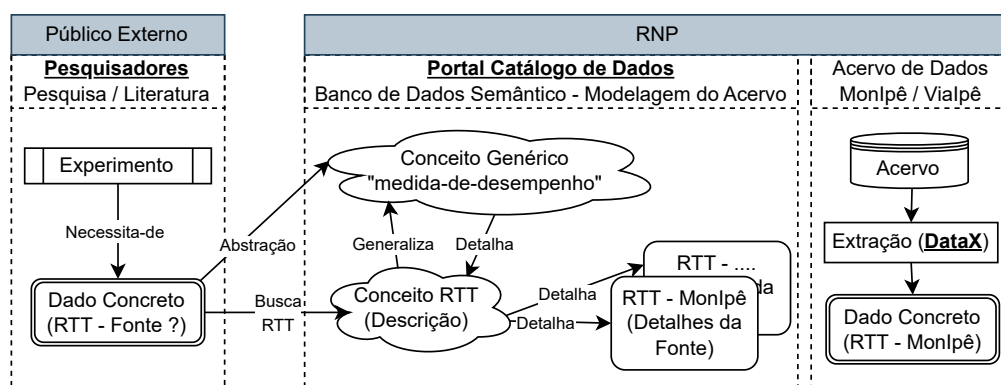 Público Externo
RNP
Pesquisadores
Pesquisa / Literatura
Portal Catálogo de Dados
Banco de Dados Semântico - Modelagem do Acervo
Acervo de Dados
MonIpê / ViaIpê
Experimento
Necessita-de
Dado Concreto
(RTT - Fonte ?)
Abstração
Busca
RTT
Conceito Genérico
"medida-de-desempenho"
Generaliza
Detalha
Conceito RTT
(Descrição)
Detalha
Detalha
RTT - ....
da
RTT - MonIpê
(Detalhes da
Fonte)
Acervo
Extração (DataX)
Dado Concreto
(RTT - MonIpê)